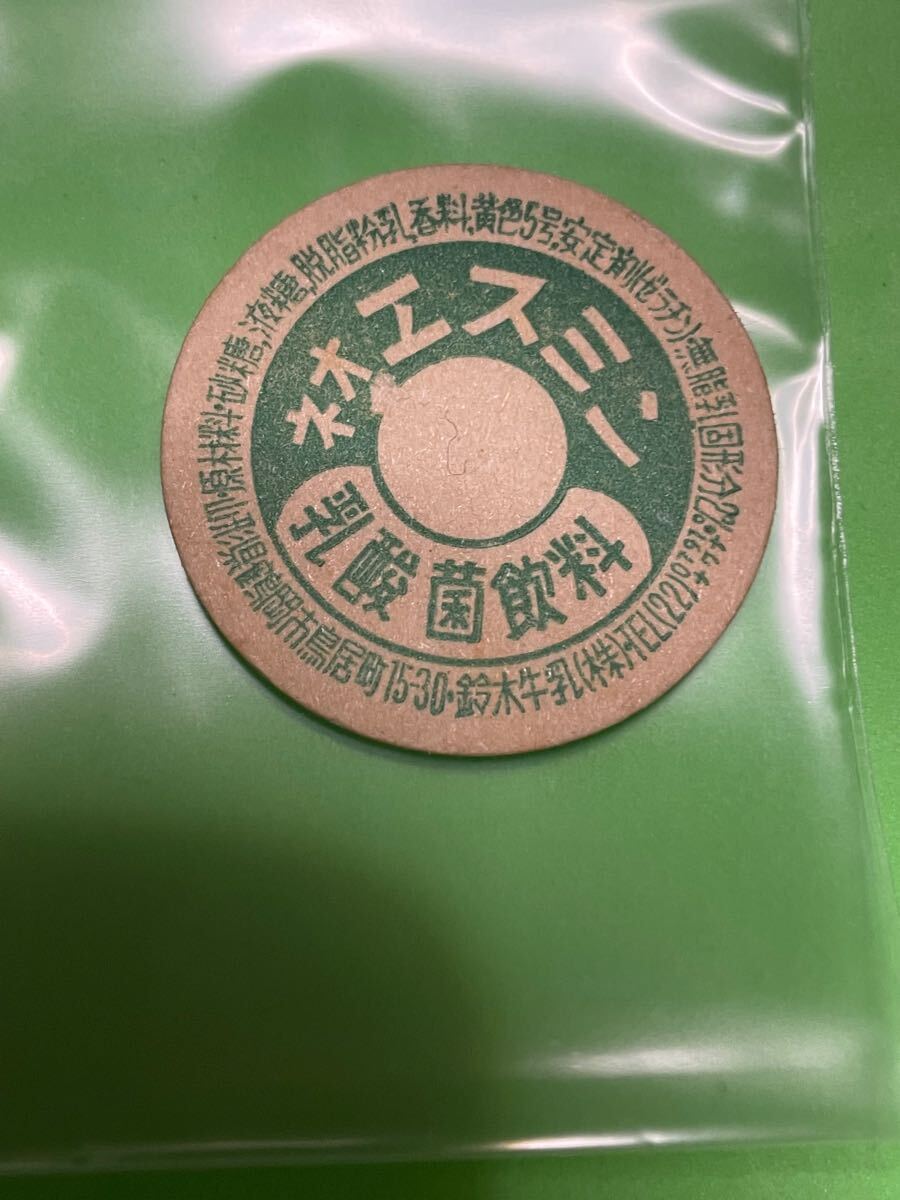 ネオエスミン
乳酸菌飲料
原材料・砂糖,液糖,脱脂粉乳,香料,黄色5号,安定剤(ゼラチン),無脂乳固形分
鶴岡市鳥居町15-30・鈴木牛乳(株)TEL(22)